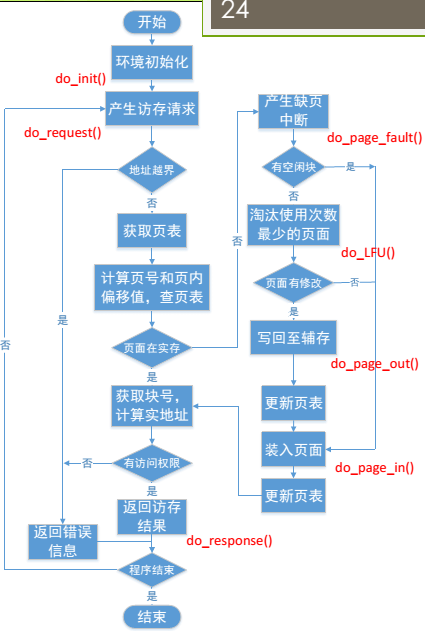 24
开始
环境初始化
do_init()
产生访存请求
do_request()
地址越界
否
是
获取页表
计算页号和页内
偏移值，查页表
页面在实存
否
是
获取块号，
计算实地址
有访问权限
否
是
返回访存
结果
返回错误
信息
do_response()
程序结束
否
是
结束
产生缺页
中断
do_page_fault()
有空闲块
是
否
淘汰使用次数
最少的页面
do_LFU()
页面有修改
否
是
写回至辅存
do_page_out()
更新页表
装入页面
do_page_in()
更新页表